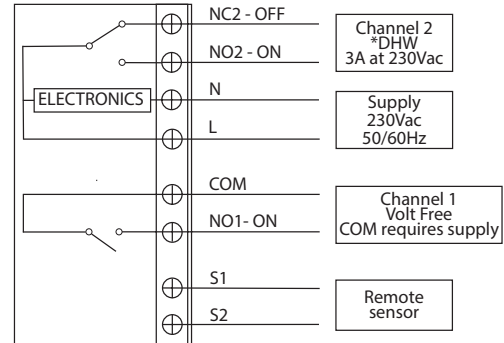 NC2 - OFF
NO2 - ON
N
L
COM
NO1- ON
S1
S2
ELECTRONICS
Channel 2
*DHW
3A at 230Vac
Supply
230Vac
50/60Hz
Channel 1
Volt Free
COM requires supply
Remote
sensor